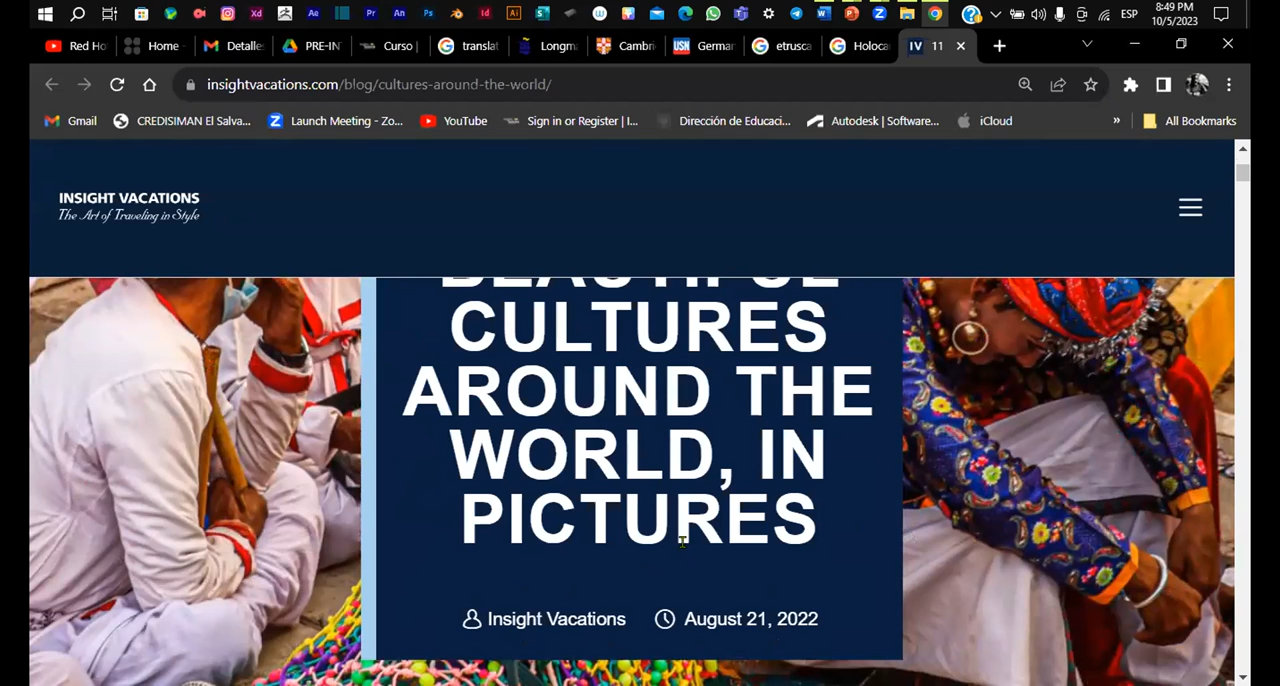 8:49 PM
ESP
10/5/2023
Red Ho
Home
Detalle
PRE-IN
Curso
translat
Longm
Cambri
Germar
etrusca
Holoca
11
insightvacations.com/blog/cultures-around-the-world/
Gmail
CREDISIMAN El Salva...
Launch Meeting - Zo...
YouTube
Sign in or Register | I...
Dirección de Educaci...
Autodesk | Software...
iCloud
»
All Bookmarks
INSIGHT VACATIONS
The Art of Traveling in Style
BEAUTIFUL
CULTURES
AROUND THE
WORLD, IN
PICTURES
Insight Vacations
August 21, 2022